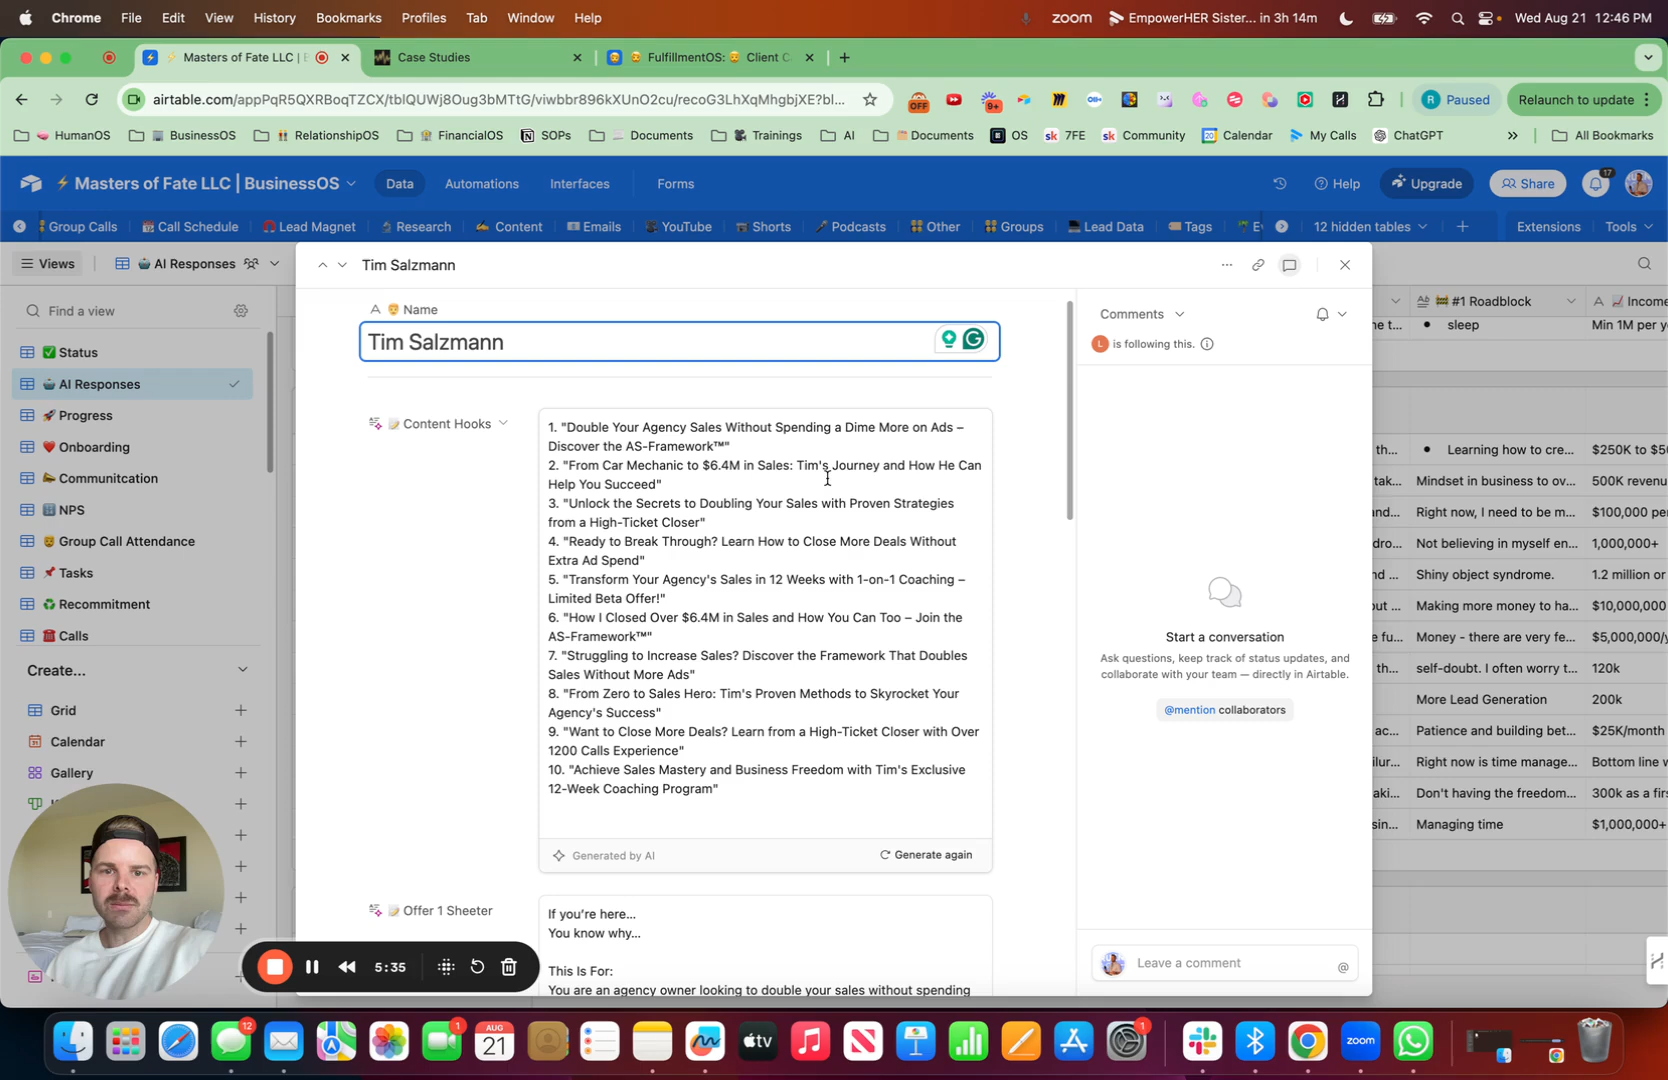 Chrome File Edit View History Bookmarks Profiles Tab Window Help
zoom EmpowerHER Sister... in 3h 14m Wed Aug 21 12:46 PM
Masters of Fate LLC | E Case Studies FulfillmentOS: Client C
airtable.com/appPqR5QXRBoqTZCX/tblQUWj8Oug3bMTtG/viwbbr896kXUnO2cu/recoG3LhXqMhgbjXE?bl...
OFF 9+ R Paused Relaunch to update
HumanOS BusinessOS RelationshipOS FinancialOS SOPs Documents Trainings AI Documents OS sk 7FE sk Community Calendar My Calls ChatGPT » All Bookmarks
Masters of Fate LLC | BusinessOS Data Automations Interfaces Forms Help Upgrade Share 17
Group Calls Call Schedule Lead Magnet Research Content Emails YouTube Shorts Podcasts Other Groups Lead Data Tags 12 hidden tables Extensions Tools
Views AI Responses
Find a view
Status
AI Responses
Progress
Onboarding
Communitcation
NPS
Group Call Attendance
Tasks
Recommitment
Calls
Create...
Grid
Calendar
Gallery
Tim Salzmann
Name
Tim Salzmann
Content Hooks
1. "Double Your Agency Sales Without Spending a Dime More on Ads –
Discover the AS-Framework™"
2. "From Car Mechanic to $6.4M in Sales: Tim's Journey and How He Can
Help You Succeed"
3. "Unlock the Secrets to Doubling Your Sales with Proven Strategies
from a High-Ticket Closer"
4. "Ready to Break Through? Learn How to Close More Deals Without
Extra Ad Spend"
5. "Transform Your Agency's Sales in 12 Weeks with 1-on-1 Coaching –
Limited Beta Offer!"
6. "How I Closed Over $6.4M in Sales and How You Can Too – Join the
AS-Framework™"
7. "Struggling to Increase Sales? Discover the Framework That Doubles
Sales Without More Ads"
8. "From Zero to Sales Hero: Tim's Proven Methods to Skyrocket Your
Agency's Success"
9. "Want to Close More Deals? Learn from a High-Ticket Closer with Over
1200 Calls Experience"
10. "Achieve Sales Mastery and Business Freedom with Tim's Exclusive
12-Week Coaching Program"
Generated by AI Generate again
Offer 1 Sheeter
If you're here...
You know why...
This Is For:
You are an agency owner looking to double your sales without spending
Comments
L is following this.
Start a conversation
Ask questions, keep track of status updates, and
collaborate with your team — directly in Airtable.
@mention collaborators
Leave a comment @
#1 Roadblock Income
sleep Min 1M per y
Learning how to cre... $250K to $50
Mindset in business to ov... 500K revenu
Right now, I need to be m... $100,000 pe
Not believing in myself en... 1,000,000+
Shiny object syndrome. 1.2 million or
Making more money to ha... $10,000,000
Money - there are very fe... $5,000,000/y
self-doubt. I often worry t... 120k
More Lead Generation 200k
Patience and building bet... $25K/month
Right now is time manage... Bottom line w
Don't having the freedom... 300k as a firs
Managing time $1,000,000+
5:35
12 1 AUG 21 tv 1 zoom